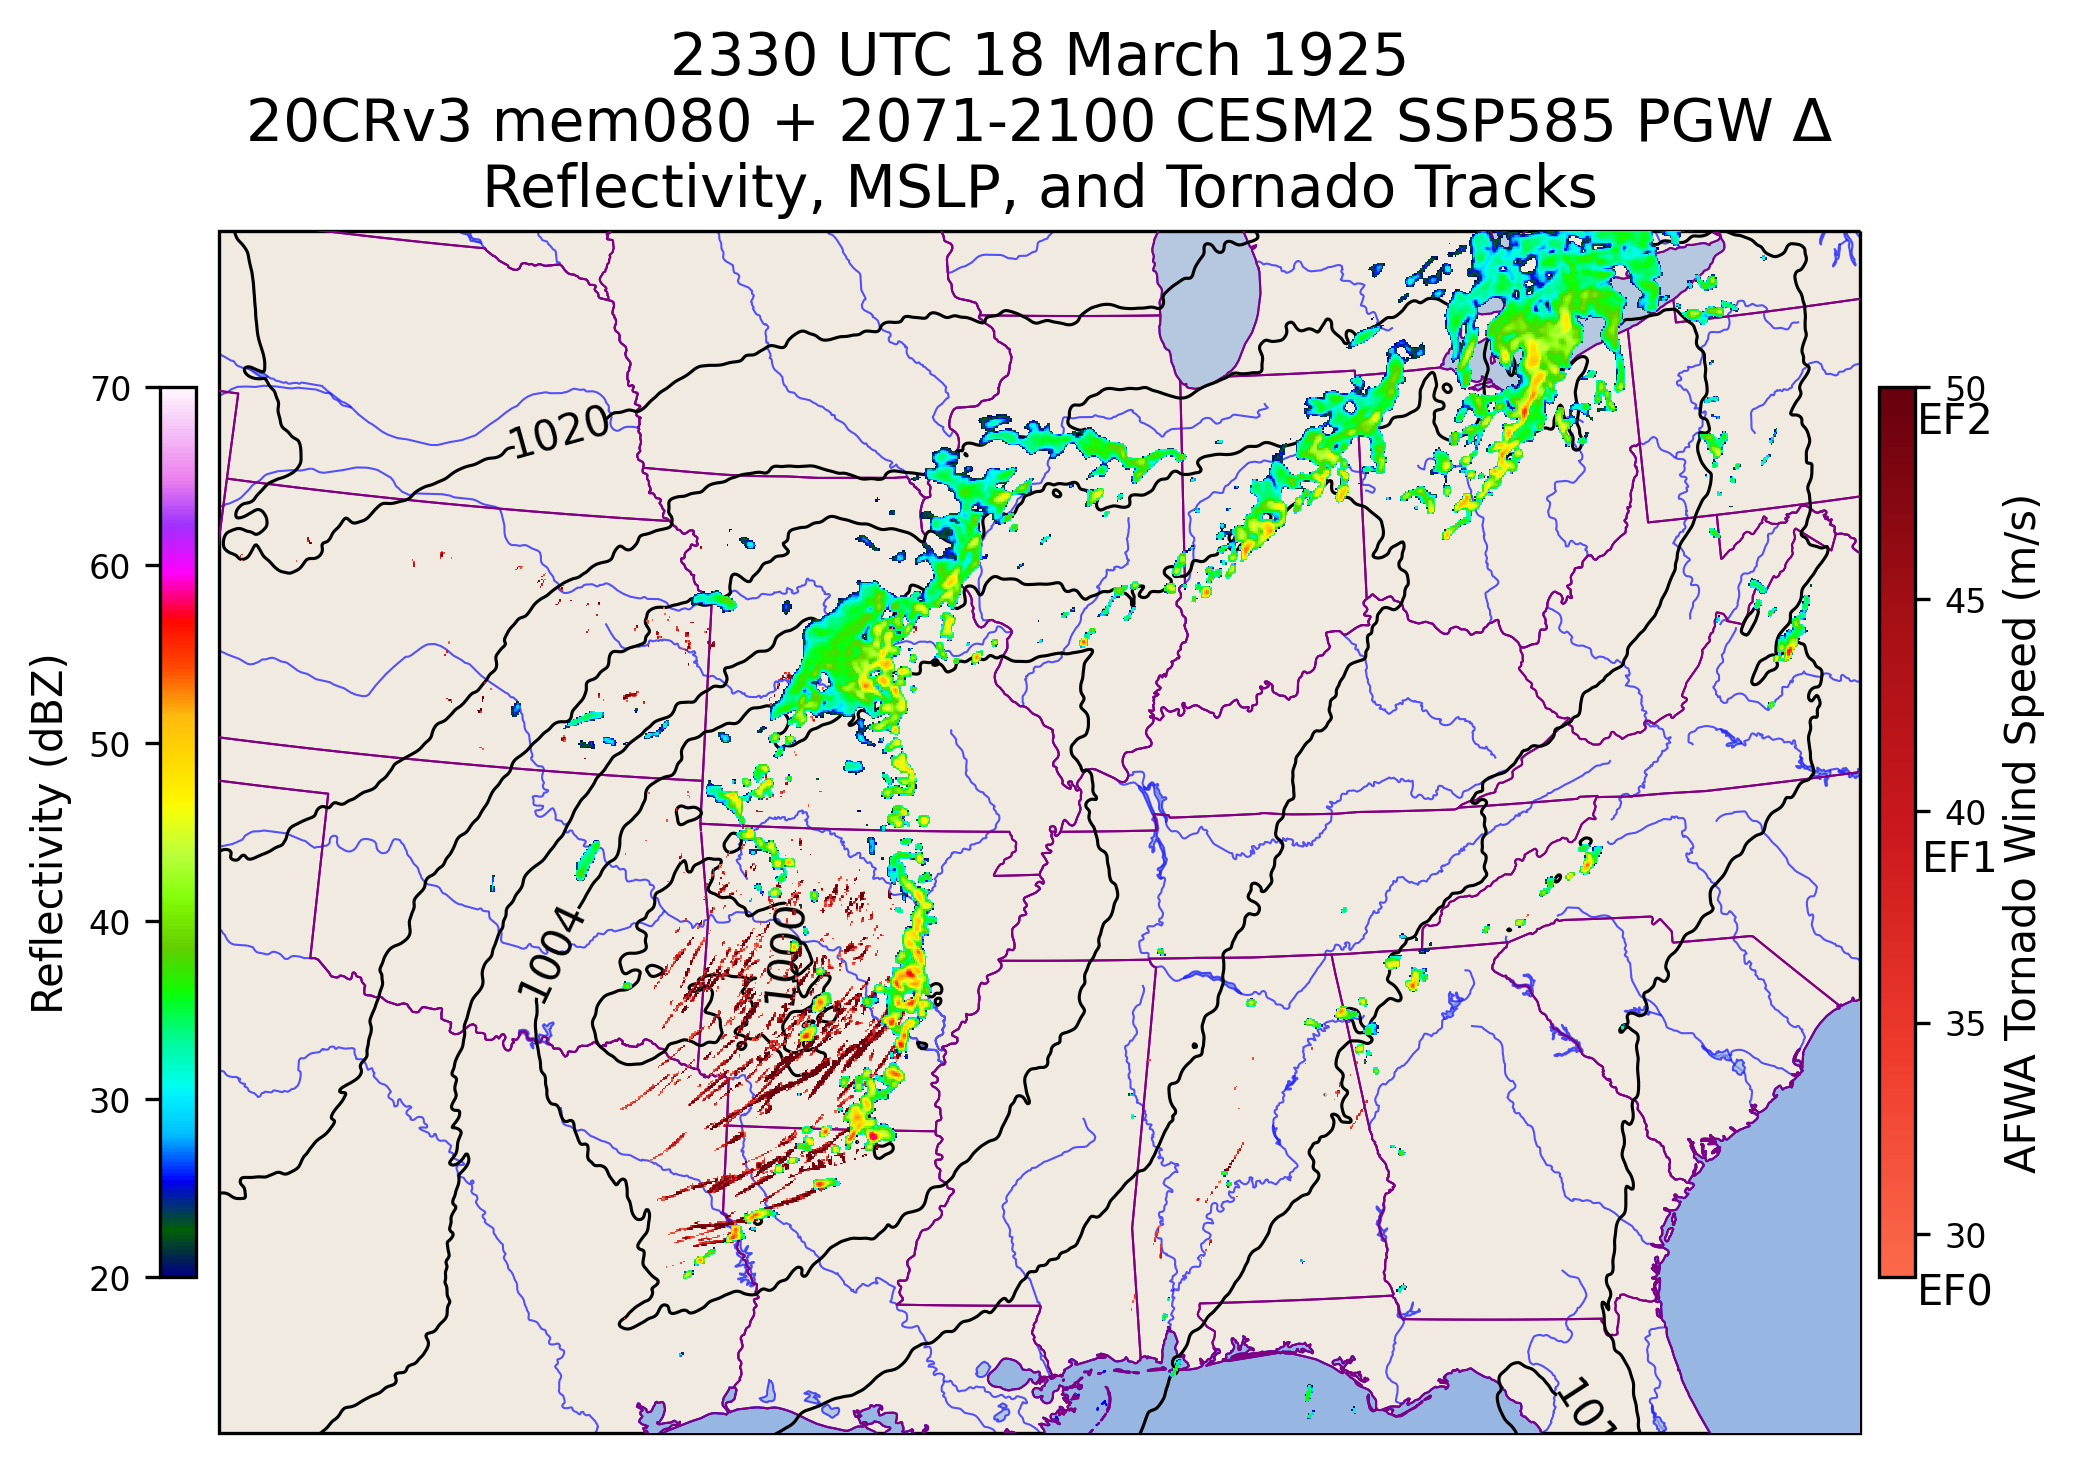 2330 UTC 18 March 1925
20CRv3 mem080 + 2071-2100 CESM2 SSP585 PGW Δ
Reflectivity, MSLP, and Tornado Tracks
Reflectivity (dBZ)
70
60
50
40
30
20
1020
1004
1000
101
50
EF2
45
40
EF1
35
30
EF0
AFWA Tornado Wind Speed (m/s)